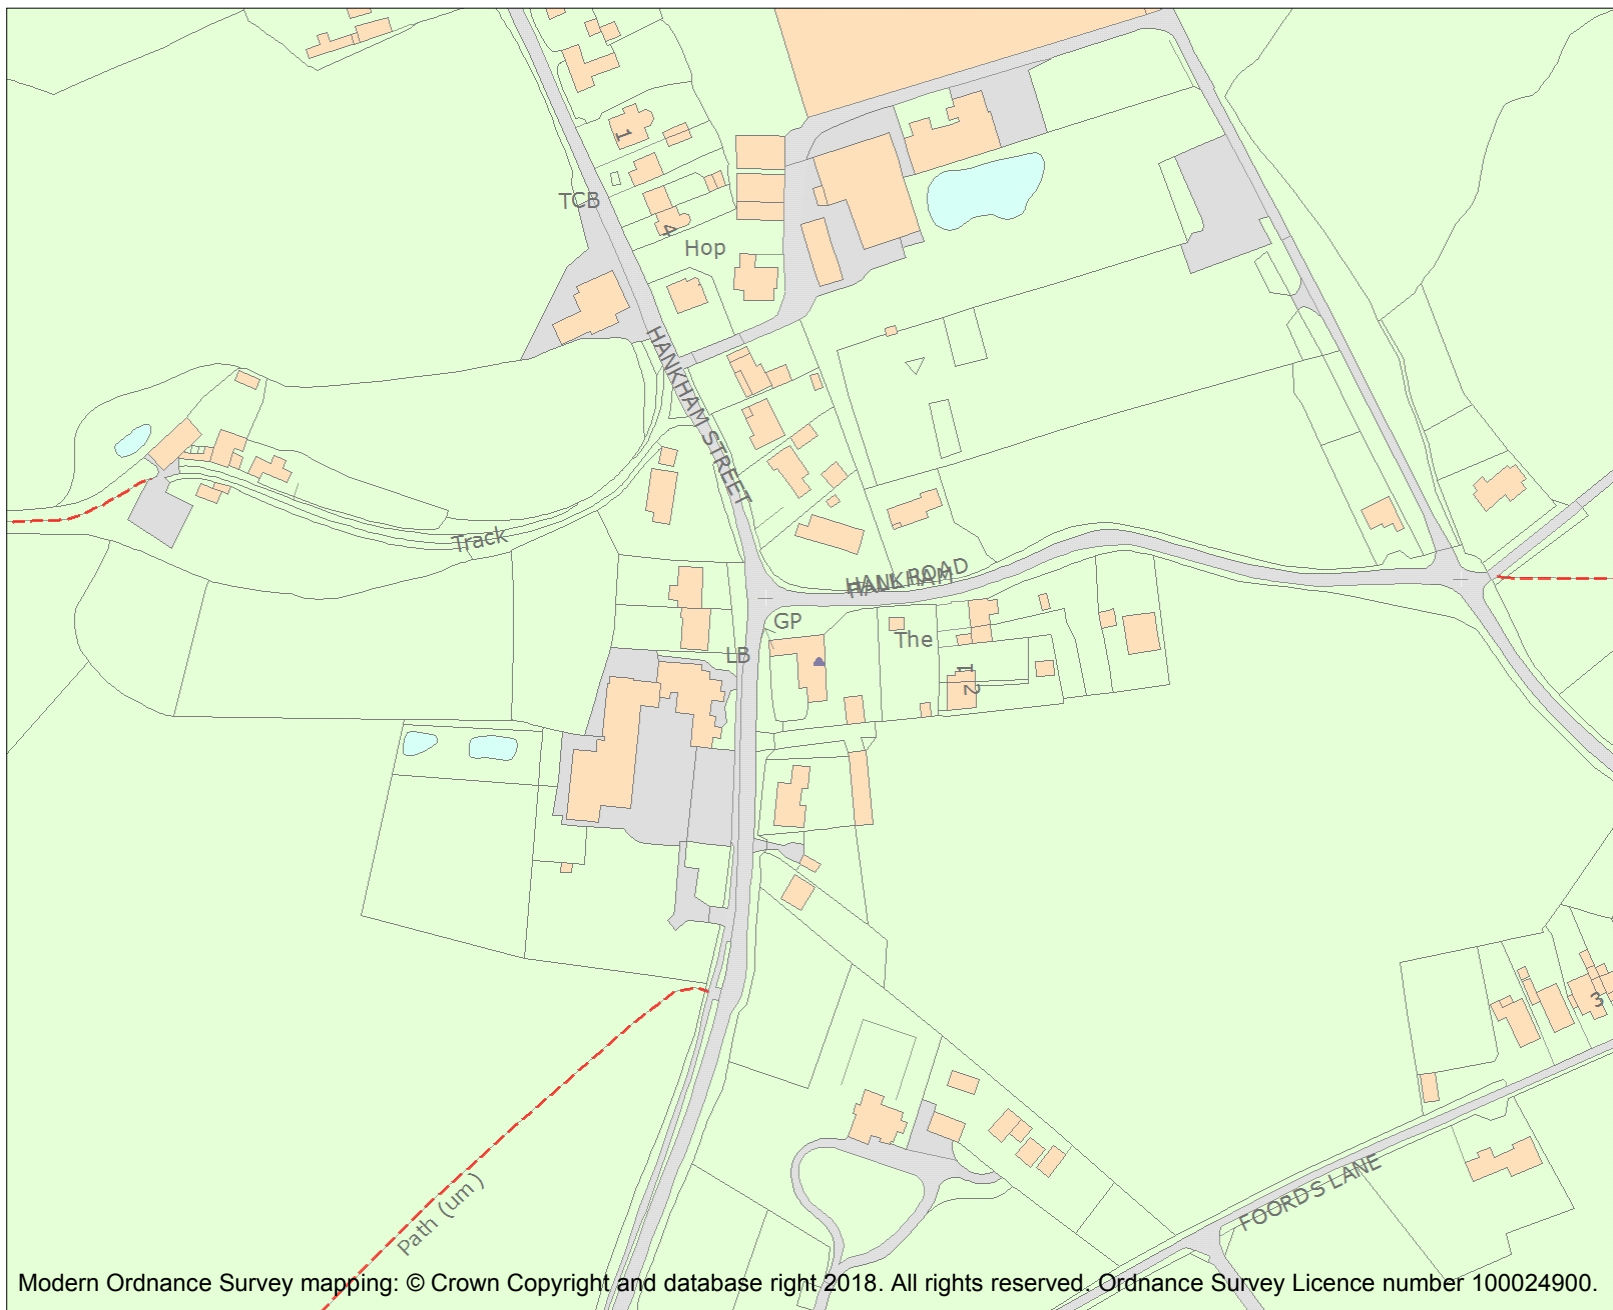 1
TCB
4
Hop
HANKHAM STREET
Track
HANKHAM
HALL ROAD
GP
The
LB
1
2
3
Path (um)
FOORDS LANE
Modern Ordnance Survey mapping: © Crown Copyright and database right 2018. All rights reserved. Ordnance Survey Licence number 100024900.